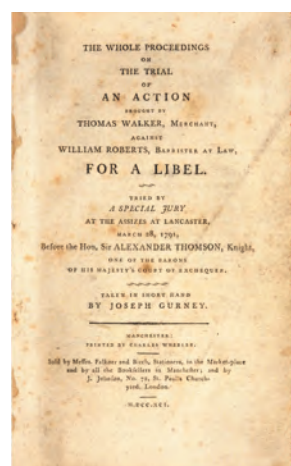 THE WHOLE PROCEEDINGS
ON
THE TRIAL
OF
AN ACTION
BROUGHT BY
THOMAS WALKER, MERCHANT,
AGAINST
WILLIAM ROBERTS, BARRISTER AT LAW,
FOR A LIBEL.
TRIED BY
A SPECIAL JURY
AT THE ASSIZES AT LANCASTER,
MARCH 28, 1791,
Before the Hon. Sir ALEXANDER THOMSON, Knight,
ONE OF THE BARONS
OF HIS MAJESTY'S COURT OF EXCHEQUER.
TAKEN IN SHORT HAND
BY JOSEPH GURNEY.
MANCHESTER:
PRINTED BY CHARLES WHEELER.
Sold by Messrs. Falkner and Birch, Stationers, in the Market-place
and by all the Booksellers in Manchester; and by
J. Johnson, No. 72, St. Paul's Church-
yard, London.
M.DCC.XCI.